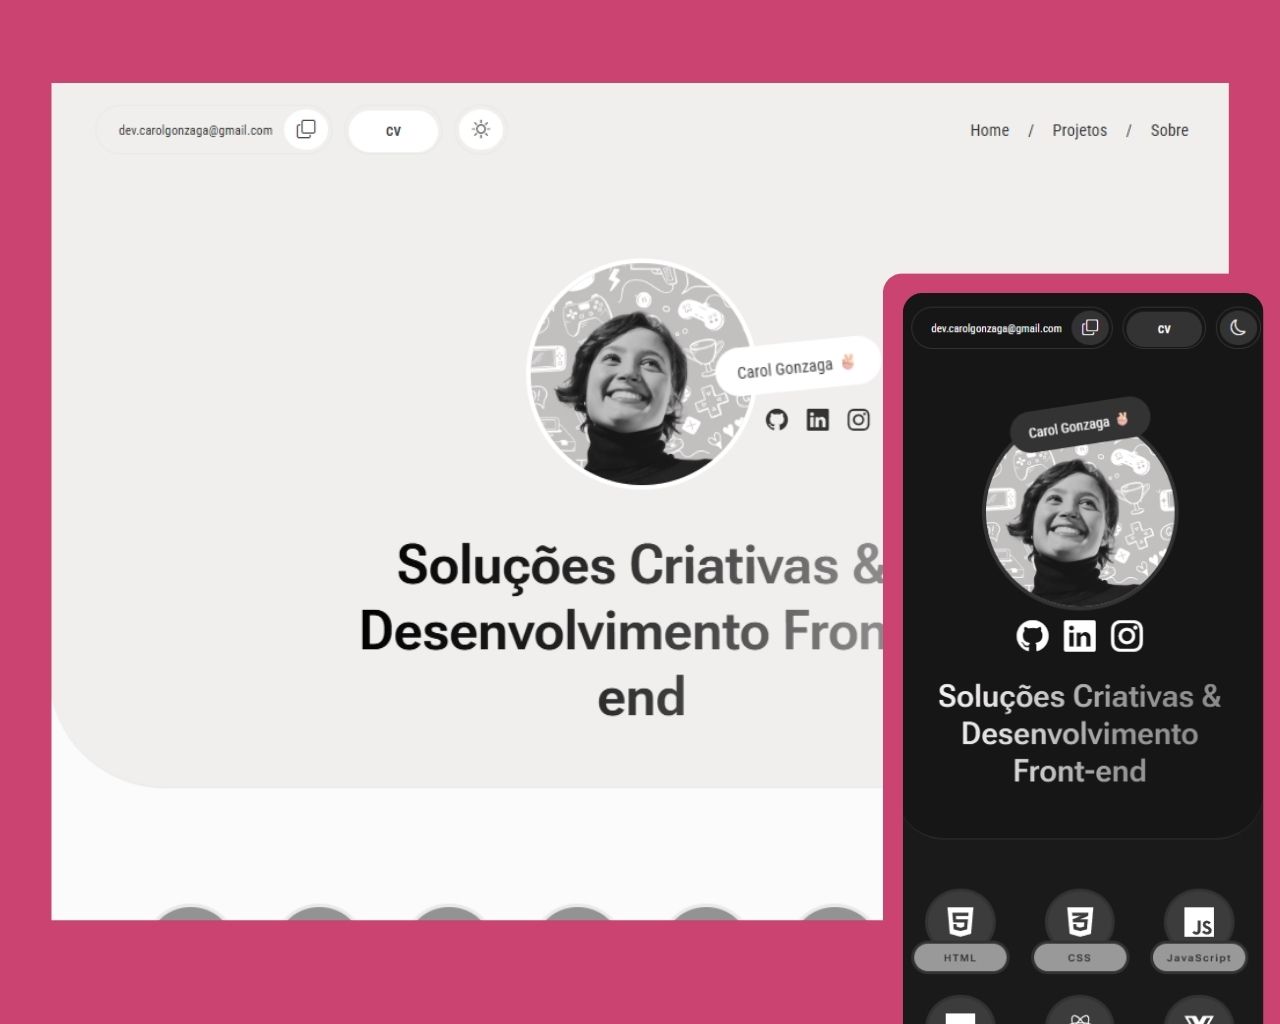 dev.carolgonzaga@gmail.com
CV
Home / Projetos / Sobre
Carol Gonzaga ✌🏻
Soluções Criativas &
Desenvolvimento Fron
end
dev.carolgonzaga@gmail.com
CV
Carol Gonzaga ✌🏻
Soluções Criativas &
Desenvolvimento
Front-end
HTML
CSS
JS
JavaScript